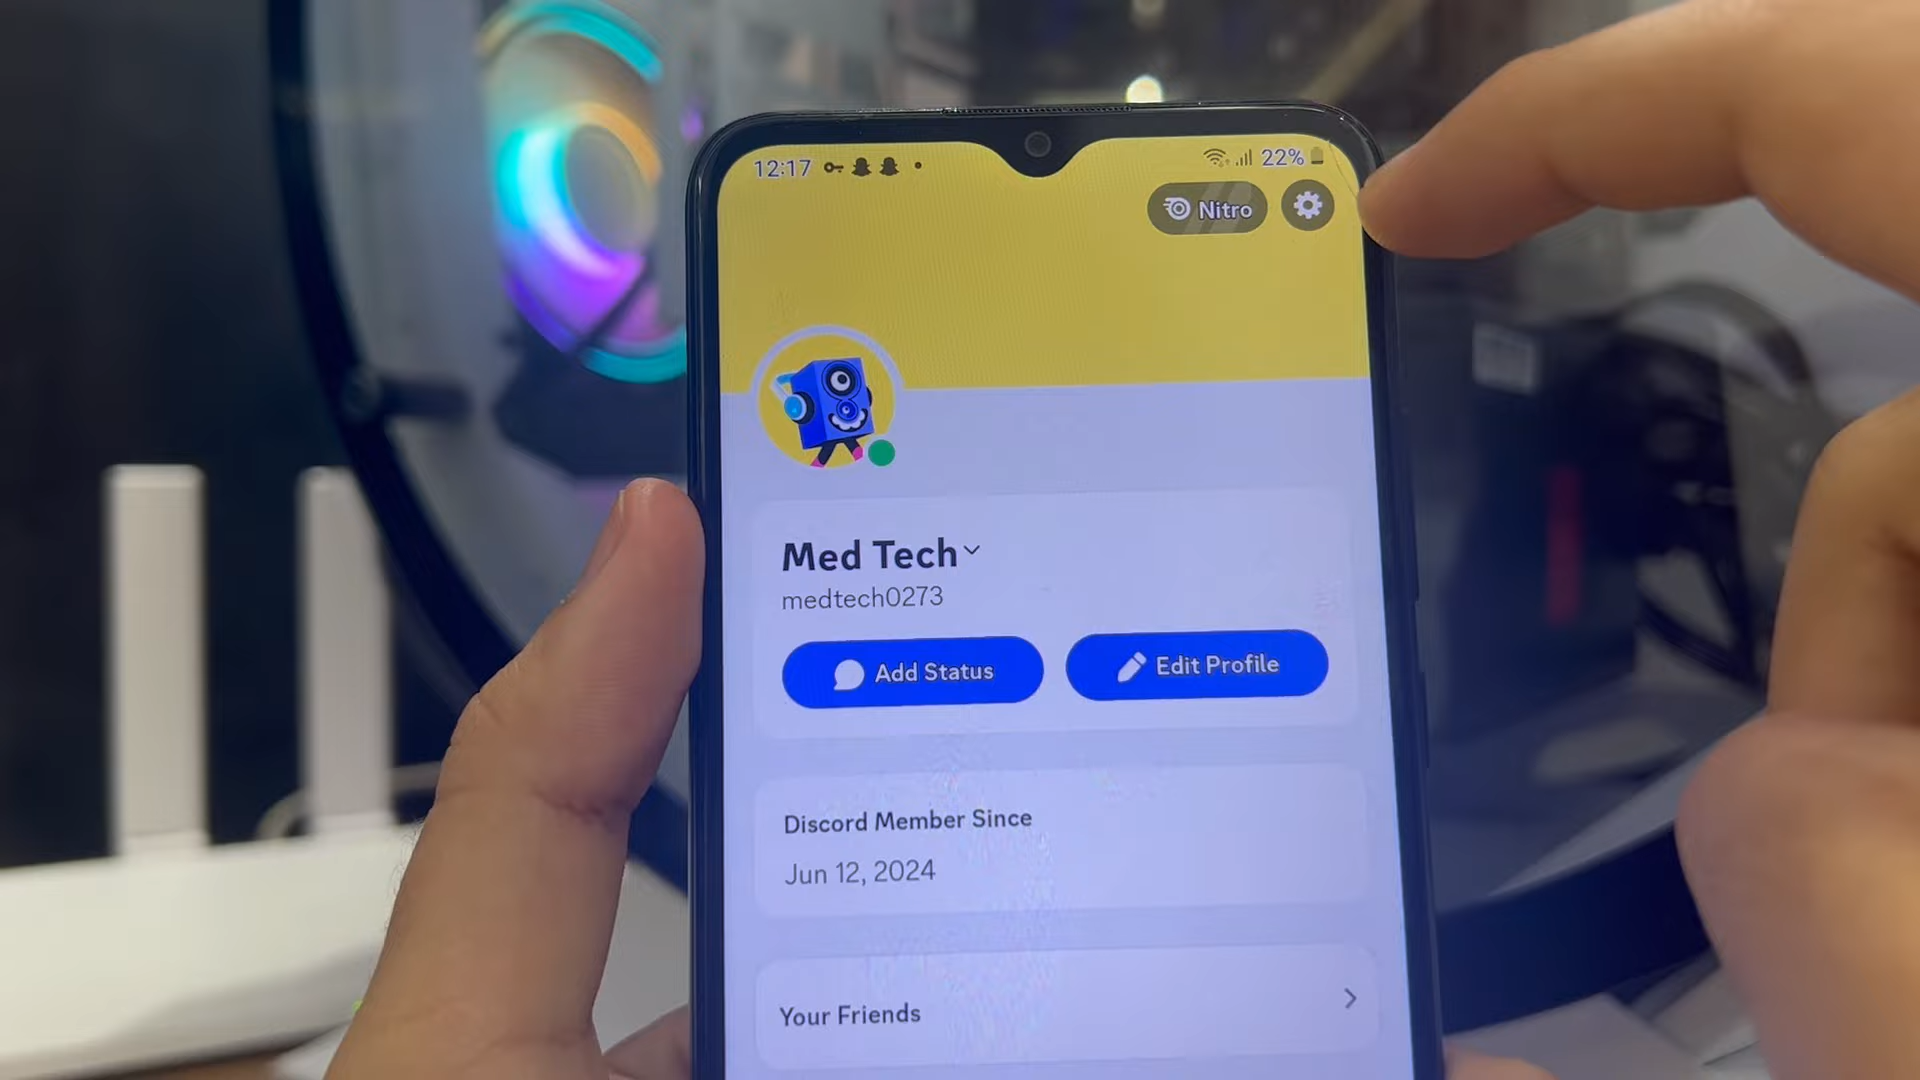 12:17
22%
Nitro
Med Tech
medtech0273
Add Status
Edit Profile
Discord Member Since
Jun 12, 2024
Your Friends